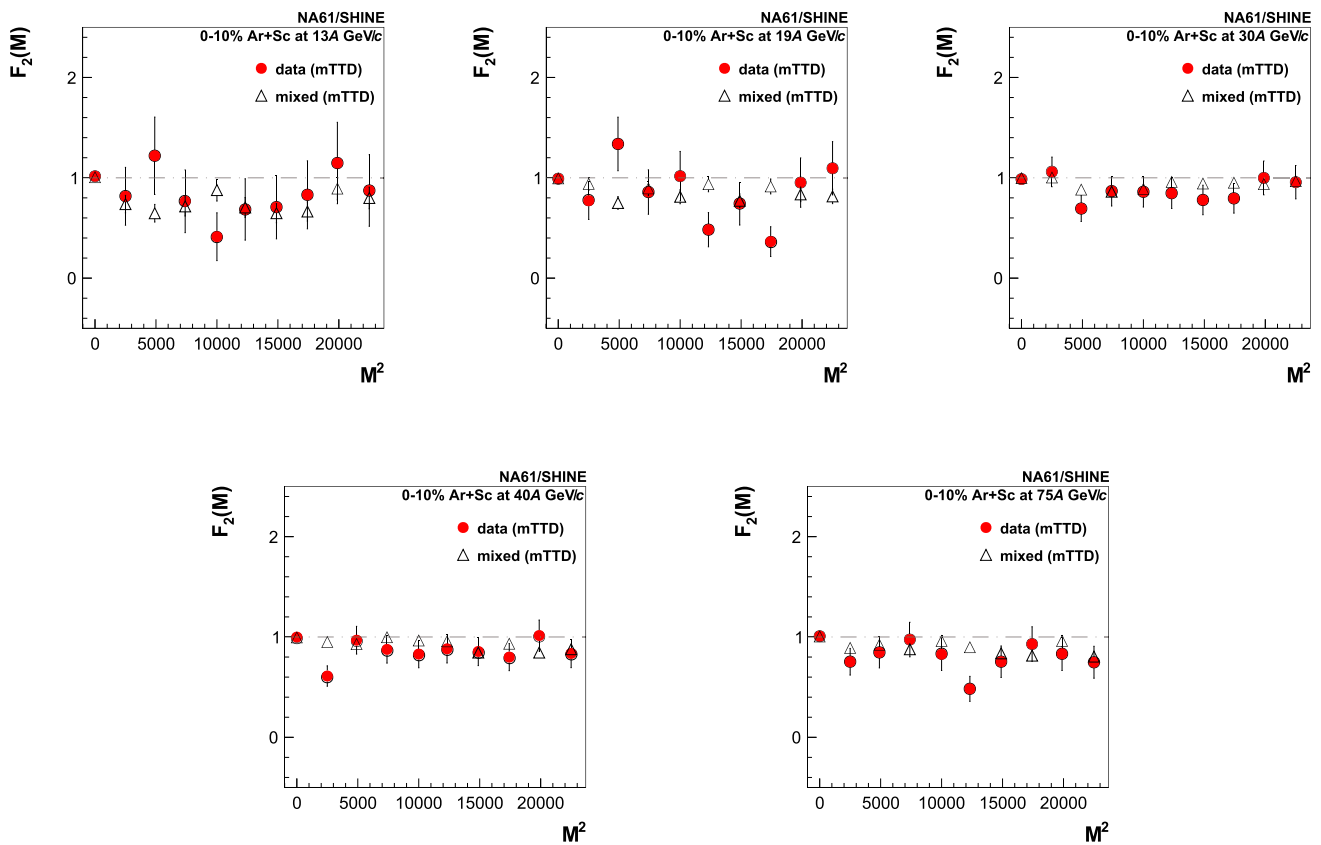 NA61/SHINE
0-10% Ar+Sc at 13A GeV/c
F₂(M)
data (mTTD)
mixed (mTTD)
2
1
0
0 5000 10000 15000 20000
M²
NA61/SHINE
0-10% Ar+Sc at 19A GeV/c
F₂(M)
data (mTTD)
mixed (mTTD)
2
1
0
0 5000 10000 15000 20000
M²
NA61/SHINE
0-10% Ar+Sc at 30A GeV/c
F₂(M)
data (mTTD)
mixed (mTTD)
2
1
0
0 5000 10000 15000 20000
M²
NA61/SHINE
0-10% Ar+Sc at 40A GeV/c
F₂(M)
data (mTTD)
mixed (mTTD)
2
1
0
0 5000 10000 15000 20000
M²
NA61/SHINE
0-10% Ar+Sc at 75A GeV/c
F₂(M)
data (mTTD)
mixed (mTTD)
2
1
0
0 5000 10000 15000 20000
M²